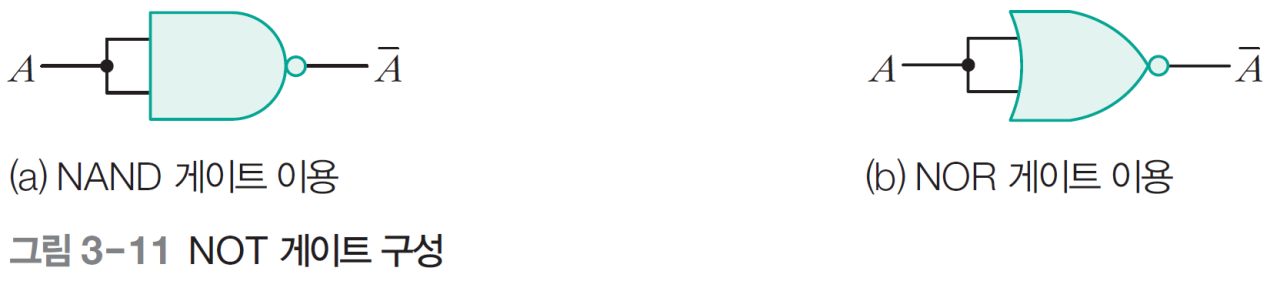 A A̅ A A̅
(a) NAND 게이트 이용 (b) NOR 게이트 이용
그림 3-11 NOT 게이트 구성